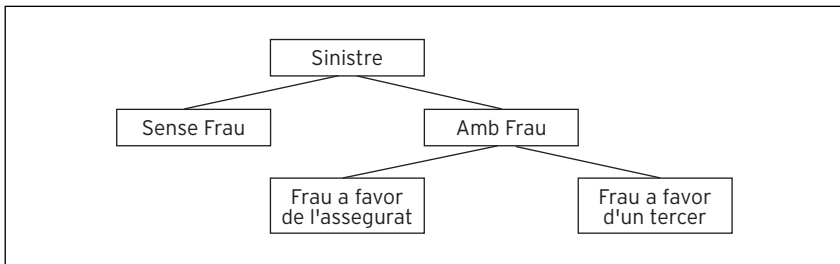 Sinistre
Sense Frau
Amb Frau
Frau a favor
de l'assegurat
Frau a favor
d'un tercer